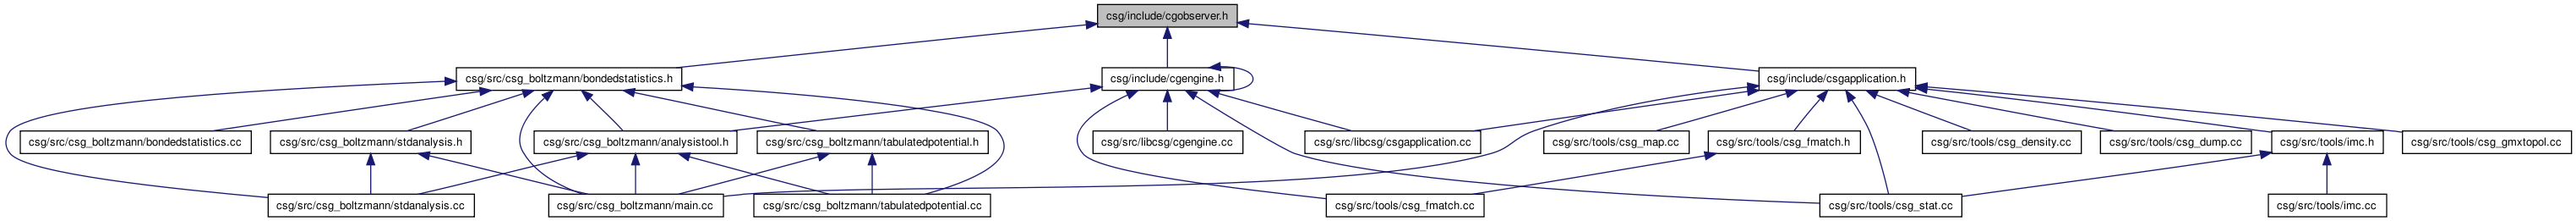 csg/include/cgobserver.h
csg/src/csg_boltzmann/bondedstatistics.h
csg/include/cgengine.h
csg/include/csgapplication.h
csg/src/csg_boltzmann/bondedstatistics.cc
csg/src/csg_boltzmann/stdanalysis.h
csg/src/csg_boltzmann/analysistool.h
csg/src/csg_boltzmann/tabulatedpotential.h
csg/src/libcsg/cgengine.cc
csg/src/libcsg/csgapplication.cc
csg/src/tools/csg_map.cc
csg/src/tools/csg_fmatch.h
csg/src/tools/csg_density.cc
csg/src/tools/csg_dump.cc
csg/src/tools/imc.h
csg/src/tools/csg_gmxtopol.cc
csg/src/csg_boltzmann/stdanalysis.cc
csg/src/csg_boltzmann/main.cc
csg/src/csg_boltzmann/tabulatedpotential.cc
csg/src/tools/csg_fmatch.cc
csg/src/tools/csg_stat.cc
csg/src/tools/imc.cc